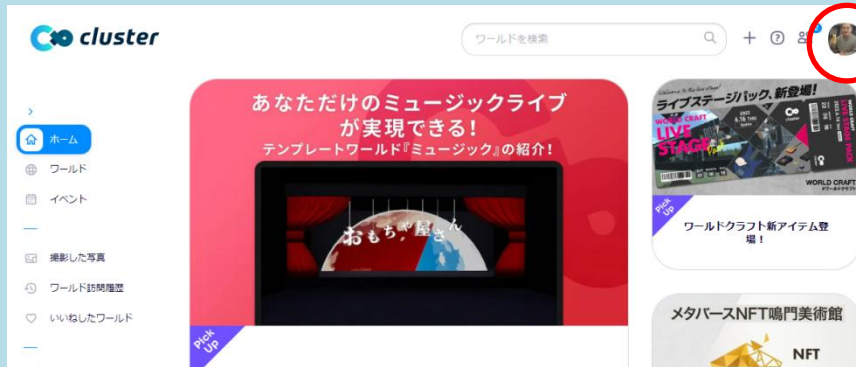 cluster
ワールドを検索
ホーム
ワールド
イベント
撮影した写真
ワールド訪問履歴
いいねしたワールド
あなただけのミュージックライブ
が実現できる！
テンプレートワールド『ミュージック』の紹介！
おもちゃ屋さん
Pick
Up
ライブステージパック、新登場！
WORLD CRAFT
LIVE
STAGE
WORLD CRAFT
Pick
Up
ワールドクラフト新アイテム登
場！
メタバースNFT鳴門美術館
NFT